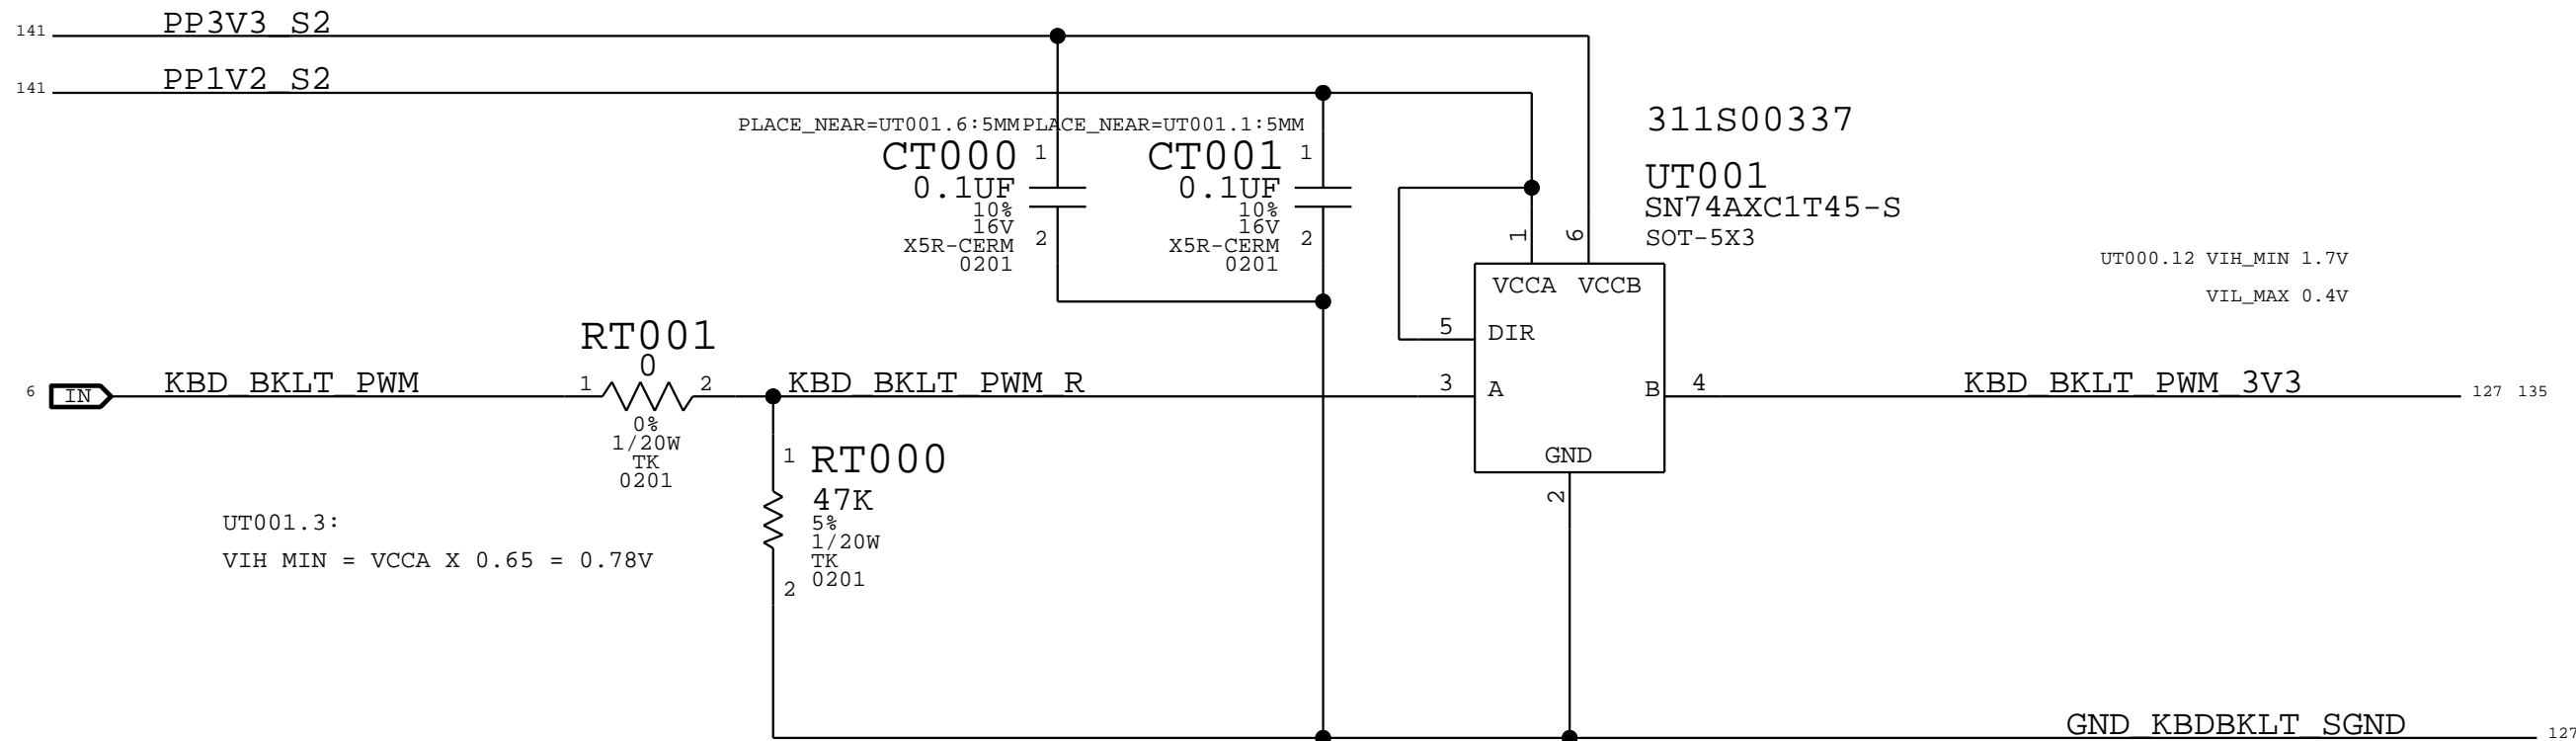 141 PP3V3_S2
141 PP1V2_S2
PLACE_NEAR=UT001.6:5MM
CT000 1
0.1UF
10%
16V
X5R-CERM 2
0201
PLACE_NEAR=UT001.1:5MM
CT001 1
0.1UF
10%
16V
X5R-CERM 2
0201
311S00337
UT001
SN74AXC1T45-S
SOT-5X3
1 6
VCCA VCCB
5 DIR
3 A
B 4
GND
2
UT000.12 VIH_MIN 1.7V
VIL_MAX 0.4V
6 IN KBD_BKLT_PWM
RT001
0
1 2
0%
1/20W
TK
0201
KBD_BKLT_PWM_R
KBD_BKLT_PWM_3V3 127 135
1 RT000
47K
5%
1/20W
TK
2 0201
UT001.3:
VIH MIN = VCCA X 0.65 = 0.78V
GND_KBDBKLT_SGND 127